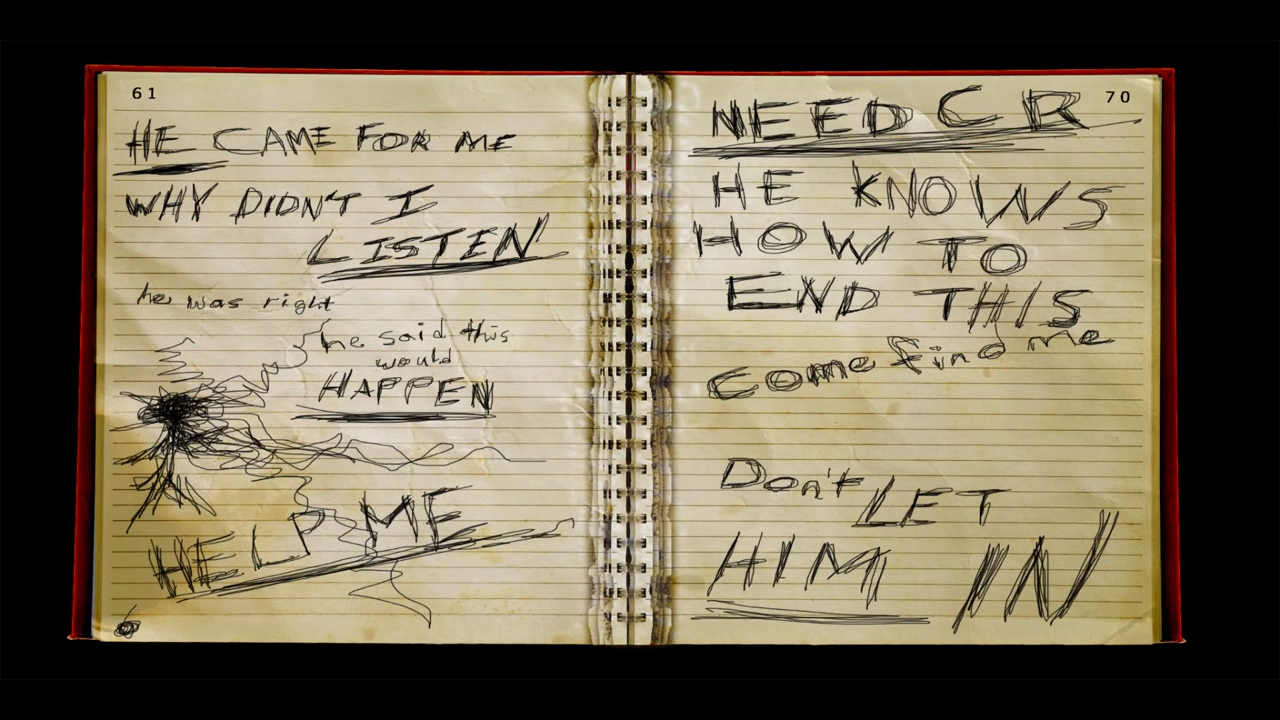 61
HE CAME FOR ME
WHY DIDN'T I
LISTEN
he was right
he said this
would
HAPPEN
HELP ME
70
NEED C R
HE KNOWS
HOW TO
END THIS
come find me
Don't LET
HIM IN